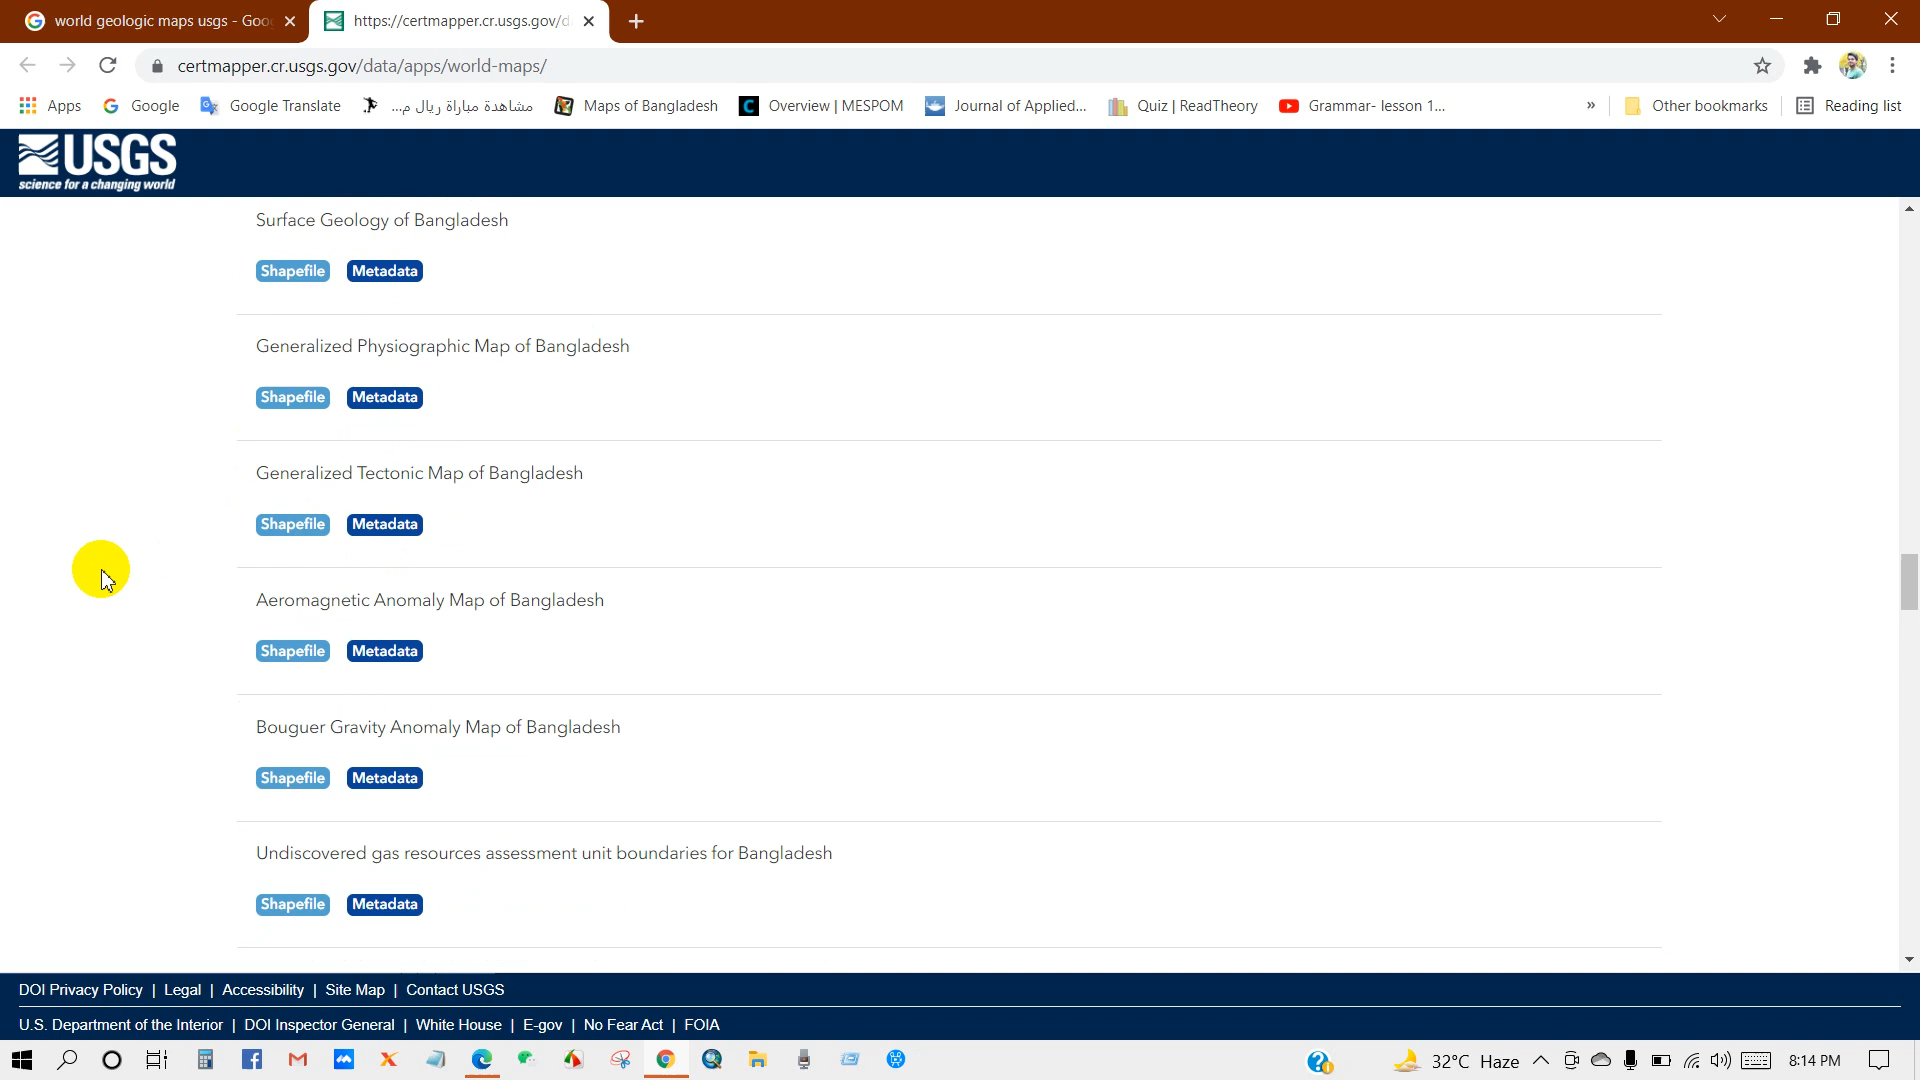 world geologic maps usgs - Goo
https://certmapper.cr.usgs.gov/d
certmapper.cr.usgs.gov/data/apps/world-maps/
Apps
Google
Google Translate
مشاهدة مباراة ريال م...
Maps of Bangladesh
Overview | MESPOM
Journal of Applied...
Quiz | ReadTheory
Grammar- lesson 1...
»
Other bookmarks
Reading list
USGS
science for a changing world
Surface Geology of Bangladesh
Shapefile Metadata
Generalized Physiographic Map of Bangladesh
Shapefile Metadata
Generalized Tectonic Map of Bangladesh
Shapefile Metadata
Aeromagnetic Anomaly Map of Bangladesh
Shapefile Metadata
Bouguer Gravity Anomaly Map of Bangladesh
Shapefile Metadata
Undiscovered gas resources assessment unit boundaries for Bangladesh
Shapefile Metadata
DOI Privacy Policy | Legal | Accessibility | Site Map | Contact USGS
U.S. Department of the Interior | DOI Inspector General | White House | E-gov | No Fear Act | FOIA
32°C Haze
8:14 PM